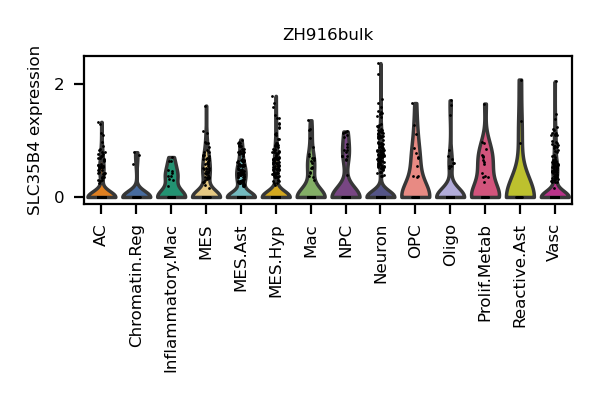 ZH916bulk
SLC35B4 expression
2
0
AC
Chromatin.Reg
Inflammatory.Mac
MES
MES.Ast
MES.Hyp
Mac
NPC
Neuron
OPC
Oligo
Prolif.Metab
Reactive.Ast
Vasc